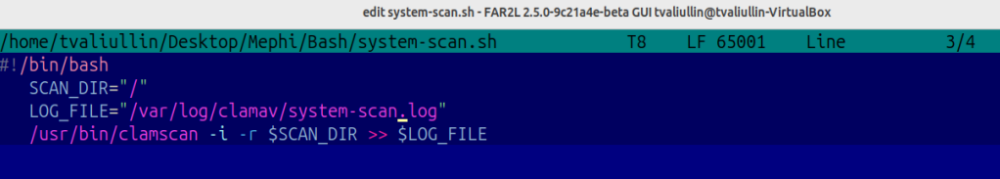 edit system-scan.sh - FAR2L 2.5.0-9c21a4e-beta GUI tvaliullin@tvaliullin-VirtualBox
/home/tvaliullin/Desktop/Mephi/Bash/system-scan.sh T8 LF 65001 Line 3/4
#!/bin/bash
SCAN_DIR="/"
LOG_FILE="/var/log/clamav/system-scan.log"
/usr/bin/clamscan -i -r $SCAN_DIR >> $LOG_FILE